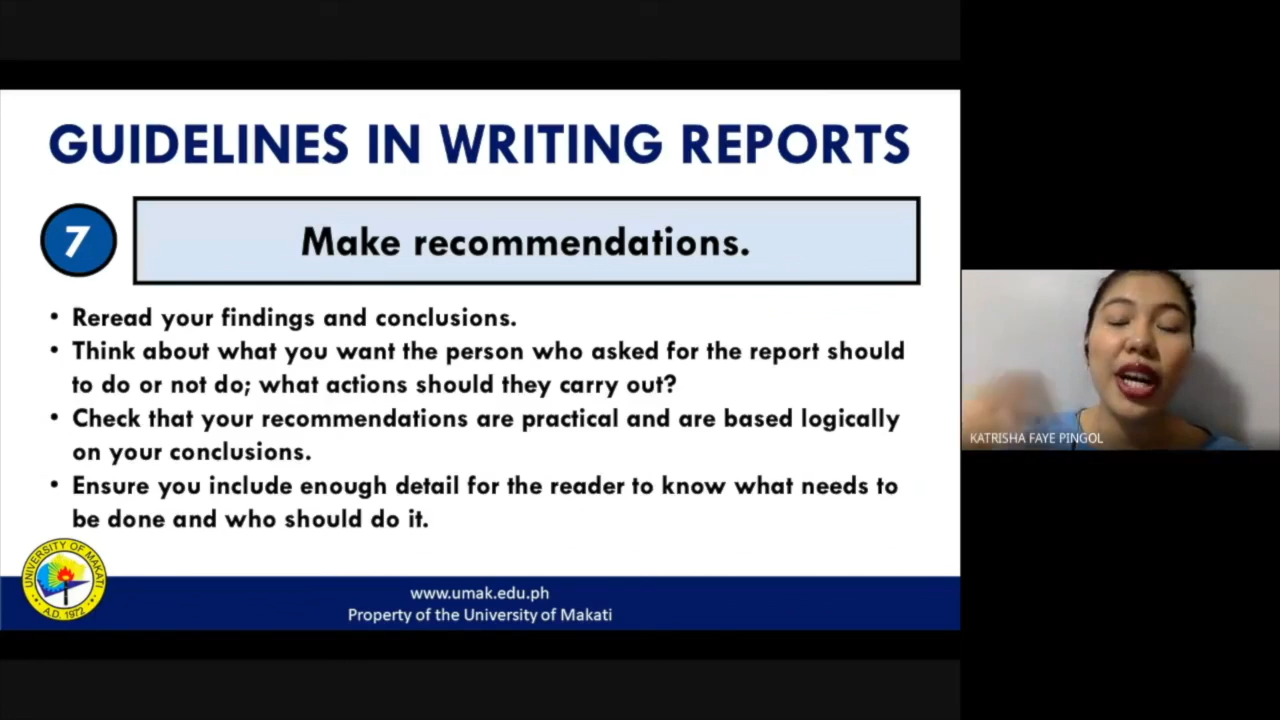 GUIDELINES IN WRITING REPORTS
7
Make recommendations.
• Reread your findings and conclusions.
• Think about what you want the person who asked for the report should
to do or not do; what actions should they carry out?
• Check that your recommendations are practical and are based logically
on your conclusions.
• Ensure you include enough detail for the reader to know what needs to
be done and who should do it.
UNIVERSITY OF MAKATI
A.D. 1972
www.umak.edu.ph
Property of the University of Makati
KATRISHA FAYE PINGOL